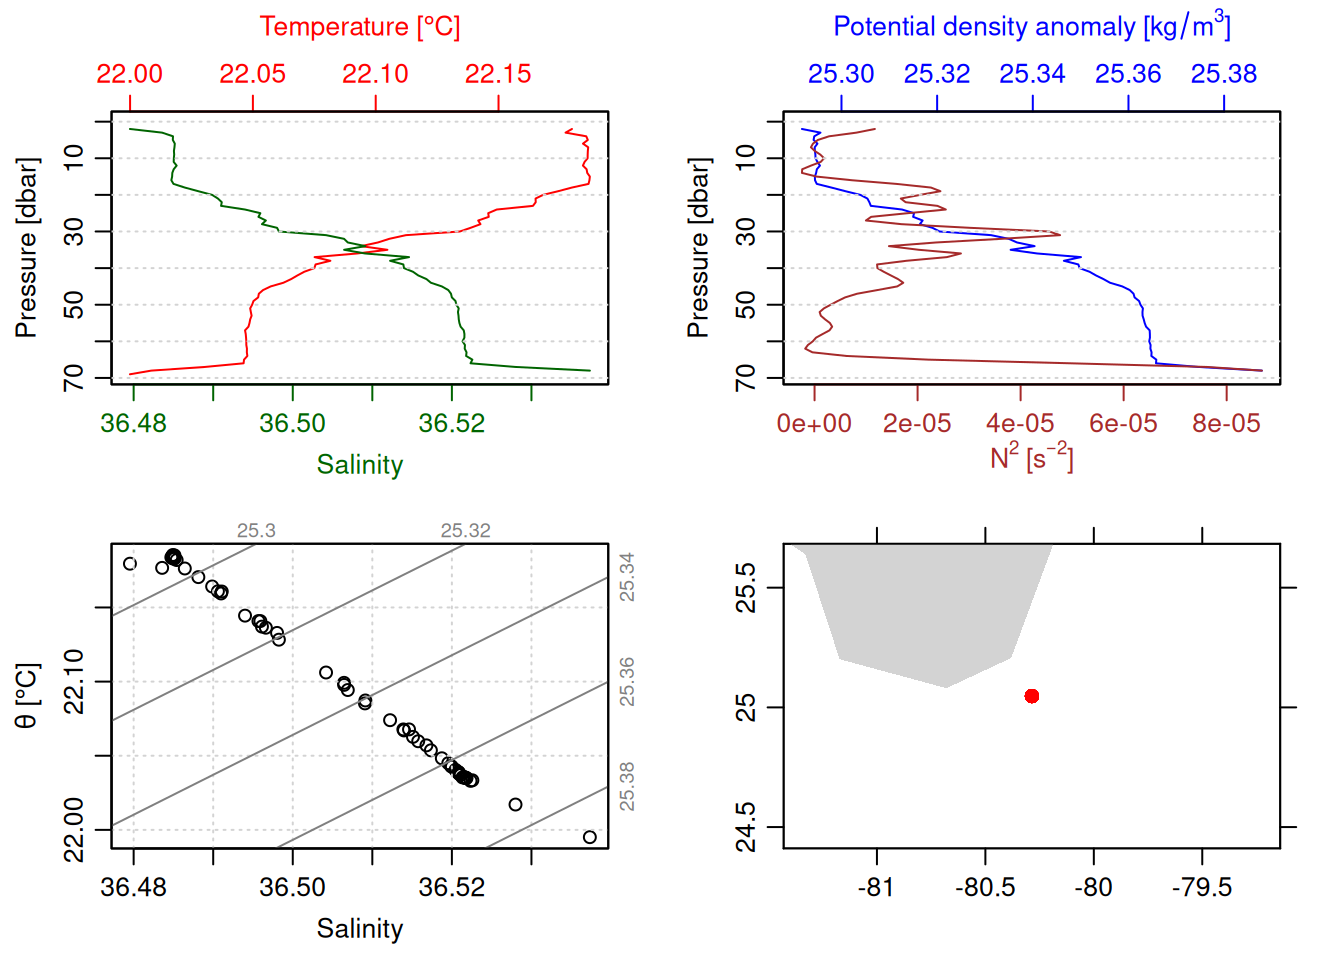 Temperature [°C]
22.00 22.05 22.10 22.15
Pressure [dbar]
10
30
50
70
36.48 36.50 36.52
Salinity
Potential density anomaly [kg/m³]
25.30 25.32 25.34 25.36 25.38
Pressure [dbar]
10
30
50
70
0e+00 2e-05 4e-05 6e-05 8e-05
N² [s⁻²]
25.3 25.32
25.34
25.36
25.38
θ [°C]
22.10
22.00
36.48 36.50 36.52
Salinity
25.5
25
24.5
-81 -80.5 -80 -79.5